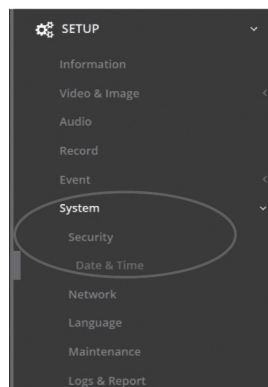 SETUP
Information
Video & Image
Audio
Record
Event
System
Security
Date & Time
Network
Language
Maintenance
Logs & Report